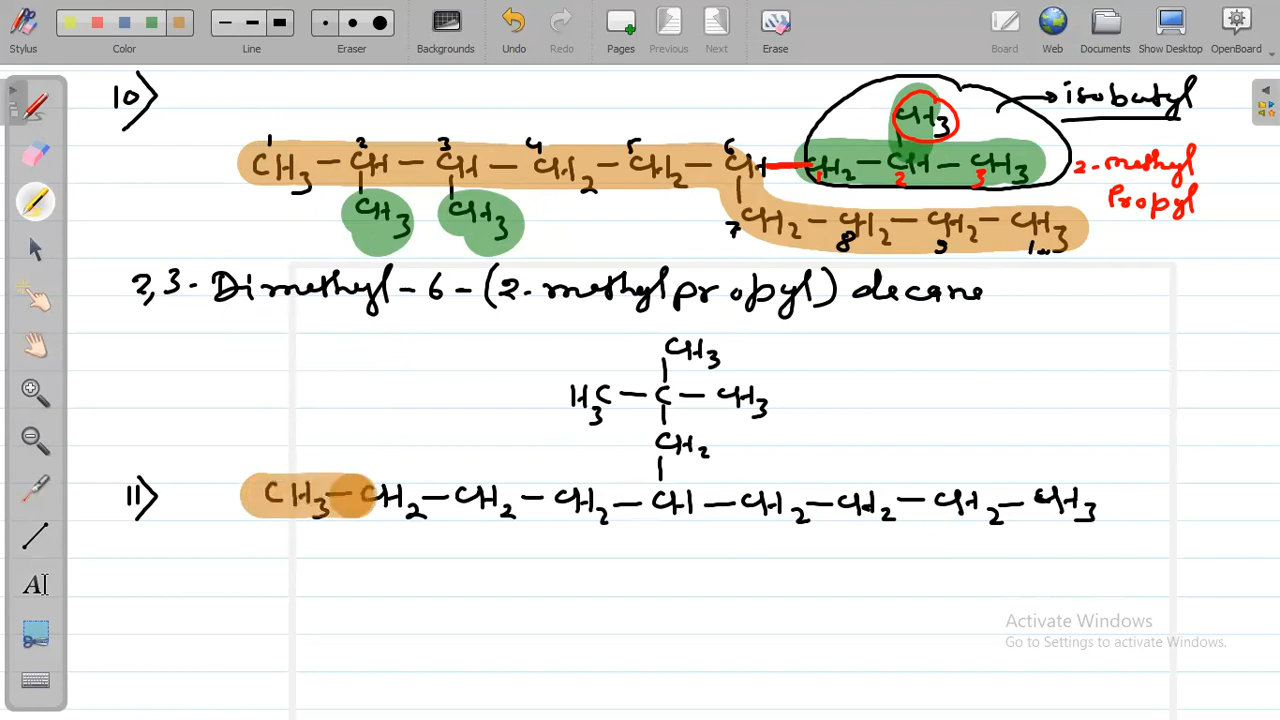 Stylus Color Line Eraser Backgrounds Undo Redo Pages Previous Next Erase Board Web Documents Show Desktop OpenBoard
10)
CH3 → isobutyl
1 2 3 4 5 6
CH3 – CH – CH – CH2 – CH2 – CH – CH2 – CH – CH3 2-methyl
1 2 3
CH3 CH3 propyl
CH2 – CH2 – CH2 – CH3
7 8 9 10
2,3-Dimethyl-6-(2-methylpropyl) decane
CH3
H3C – C – CH3
CH2
11) CH3 – CH2 – CH2 – CH2 – CH – CH2 – CH2 – CH2 – CH3
A
Activate Windows
Go to Settings to activate Windows.